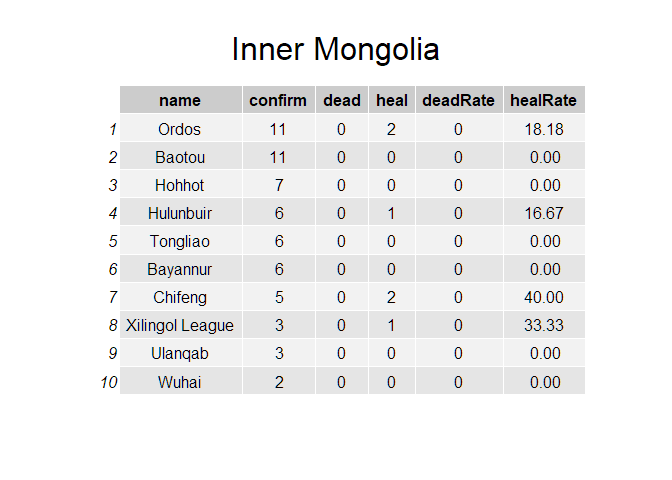 Inner Mongolia
name confirm dead heal deadRate healRate
1 Ordos 11 0 2 0 18.18
2 Baotou 11 0 0 0 0.00
3 Hohhot 7 0 0 0 0.00
4 Hulunbuir 6 0 1 0 16.67
5 Tongliao 6 0 0 0 0.00
6 Bayannur 6 0 0 0 0.00
7 Chifeng 5 0 2 0 40.00
8 Xilingol League 3 0 1 0 33.33
9 Ulanqab 3 0 0 0 0.00
10 Wuhai 2 0 0 0 0.00